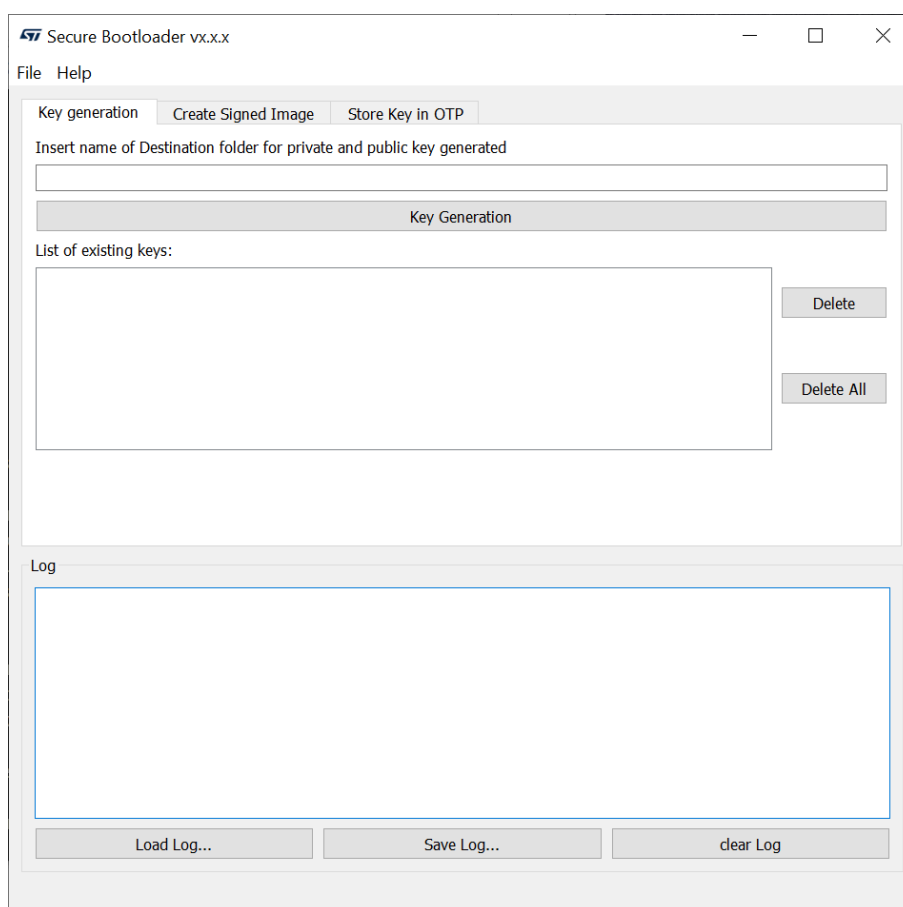 Secure Bootloader vx.x.x
File Help
Key generation Create Signed Image Store Key in OTP
Insert name of Destination folder for private and public key generated
Key Generation
List of existing keys:
Delete
Delete All
Log
Load Log... Save Log... clear Log